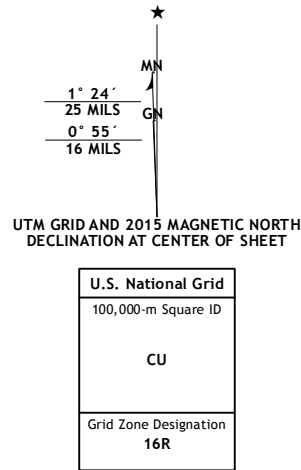 MN
1° 24´
25 MILS
GN
0° 55´
16 MILS
UTM GRID AND 2015 MAGNETIC NORTH
DECLINATION AT CENTER OF SHEET
U.S. National Grid
100,000-m Square ID
CU
Grid Zone Designation
16R